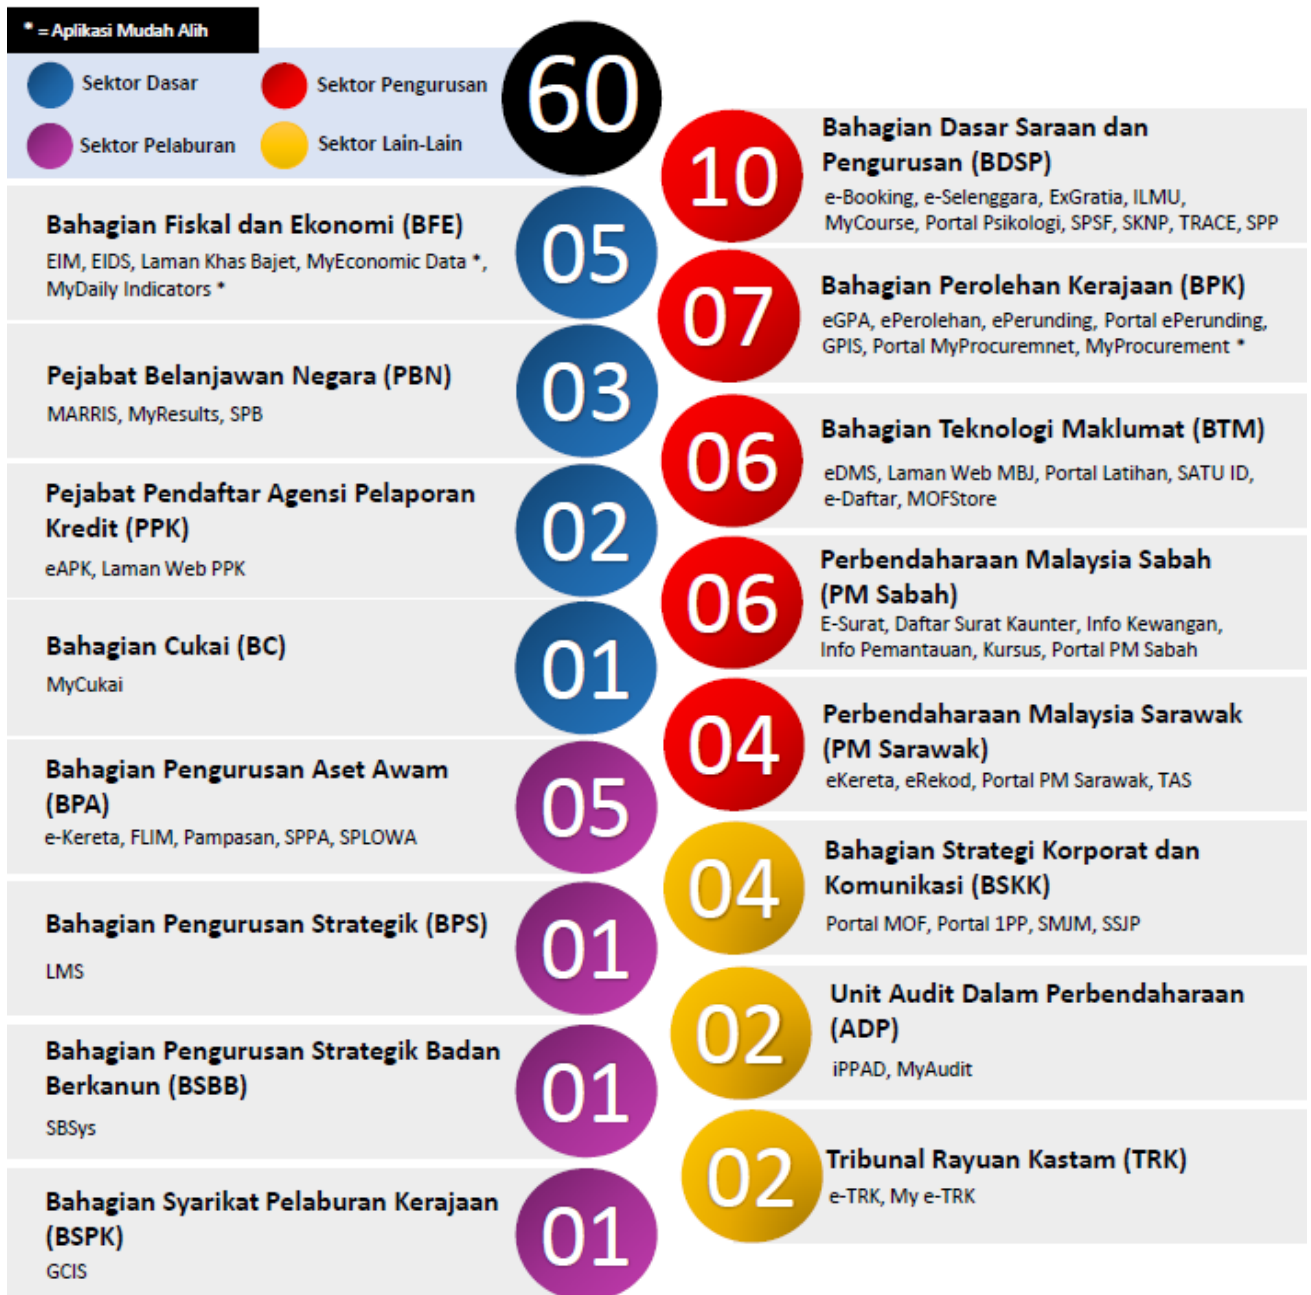 * = Aplikasi Mudah Alih
Sektor Dasar
Sektor Pengurusan
Sektor Pelaburan
Sektor Lain-Lain
60
Bahagian Fiskal dan Ekonomi (BFE)
EIM, EIDS, Laman Khas Bajet, MyEconomic Data *,
MyDaily Indicators *
05
Pejabat Belanjawan Negara (PBN)
MARRIS, MyResults, SPB
03
Pejabat Pendaftar Agensi Pelaporan
Kredit (PPK)
eAPK, Laman Web PPK
02
Bahagian Cukai (BC)
MyCukai
01
Bahagian Pengurusan Aset Awam
(BPA)
e-Kereta, FLIM, Pampasan, SPPA, SPLOWA
05
Bahagian Pengurusan Strategik (BPS)
LMS
01
Bahagian Pengurusan Strategik Badan
Berkanun (BSBB)
SBSys
01
Bahagian Syarikat Pelaburan Kerajaan
(BSPK)
GCIS
01
10
Bahagian Dasar Saraan dan
Pengurusan (BDSP)
e-Booking, e-Selenggara, ExGratia, ILMU,
MyCourse, Portal Psikologi, SPSF, SKNP, TRACE, SPP
07
Bahagian Perolehan Kerajaan (BPK)
eGPA, ePerolehan, ePerunding, Portal ePerunding,
GPIS, Portal MyProcuremnet, MyProcurement *
06
Bahagian Teknologi Maklumat (BTM)
eDMS, Laman Web MBJ, Portal Latihan, SATU ID,
e-Daftar, MOFStore
06
Perbendaharaan Malaysia Sabah
(PM Sabah)
E-Surat, Daftar Surat Kaunter, Info Kewangan,
Info Pemantauan, Kursus, Portal PM Sabah
04
Perbendaharaan Malaysia Sarawak
(PM Sarawak)
eKereta, eRekod, Portal PM Sarawak, TAS
04
Bahagian Strategi Korporat dan
Komunikasi (BSKK)
Portal MOF, Portal 1PP, SMJM, SSJP
02
Unit Audit Dalam Perbendaharaan
(ADP)
iPPAD, MyAudit
02
Tribunal Rayuan Kastam (TRK)
e-TRK, My e-TRK